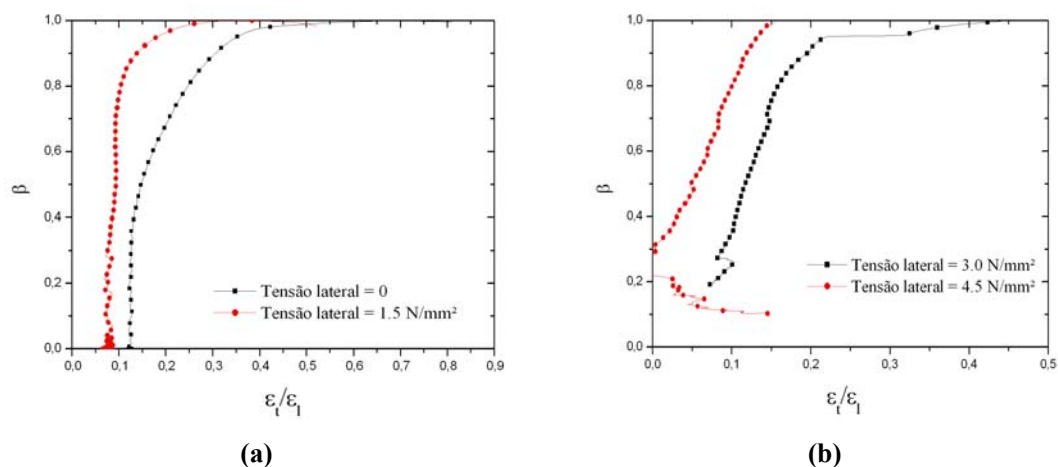 1,0
0,8
0,6
0,4
0,2
0,0
β
0,0 0,1 0,2 0,3 0,4 0,5 0,6 0,7 0,8 0,9
εt/εl
Tensão lateral = 0
Tensão lateral = 1.5 N/mm²
(a)
1,0
0,8
0,6
0,4
0,2
0,0
β
0,0 0,1 0,2 0,3 0,4 0,5
εt/εl
Tensão lateral = 3.0 N/mm²
Tensão lateral = 4.5 N/mm²
(b)